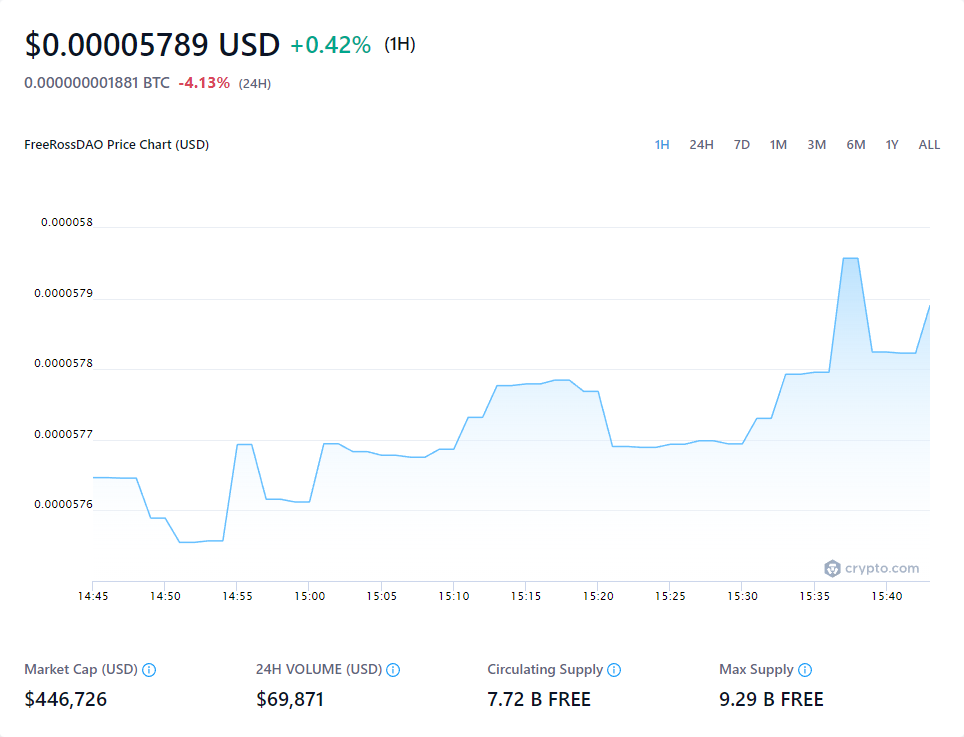 $0.00005789 USD +0.42% (1H)
0.000000001881 BTC -4.13% (24H)
FreeRossDAO Price Chart (USD) 1H 24H 7D 1M 3M 6M 1Y ALL
0.000058
0.0000579
0.0000578
0.0000577
0.0000576
crypto.com
14:45 14:50 14:55 15:00 15:05 15:10 15:15 15:20 15:25 15:30 15:35 15:40
Market Cap (USD) 24H VOLUME (USD) Circulating Supply Max Supply
$446,726 $69,871 7.72 B FREE 9.29 B FREE